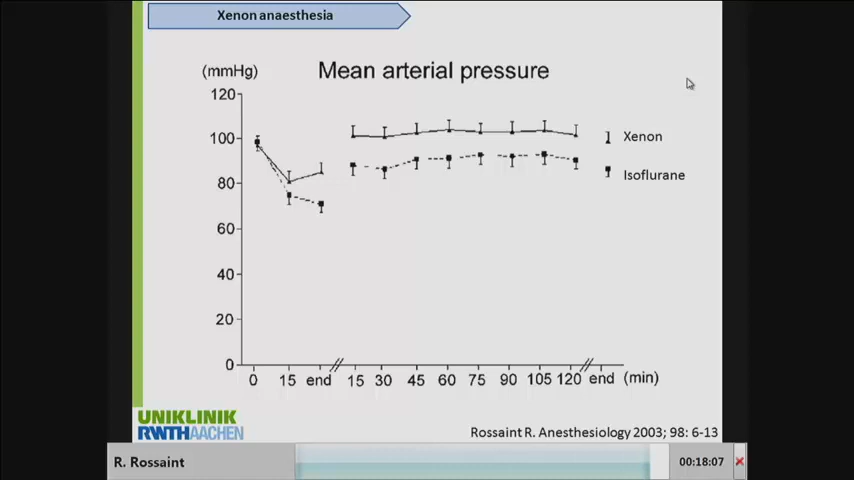 Xenon anaesthesia
(mmHg)
Mean arterial pressure
120
100
80
60
40
20
0
Xenon
Isoflurane
0 15 end 15 30 45 60 75 90 105 120 end (min)
UNIKLINIK
RWTHAACHEN
Rossaint R. Anesthesiology 2003; 98: 6-13
R. Rossaint
00:18:07